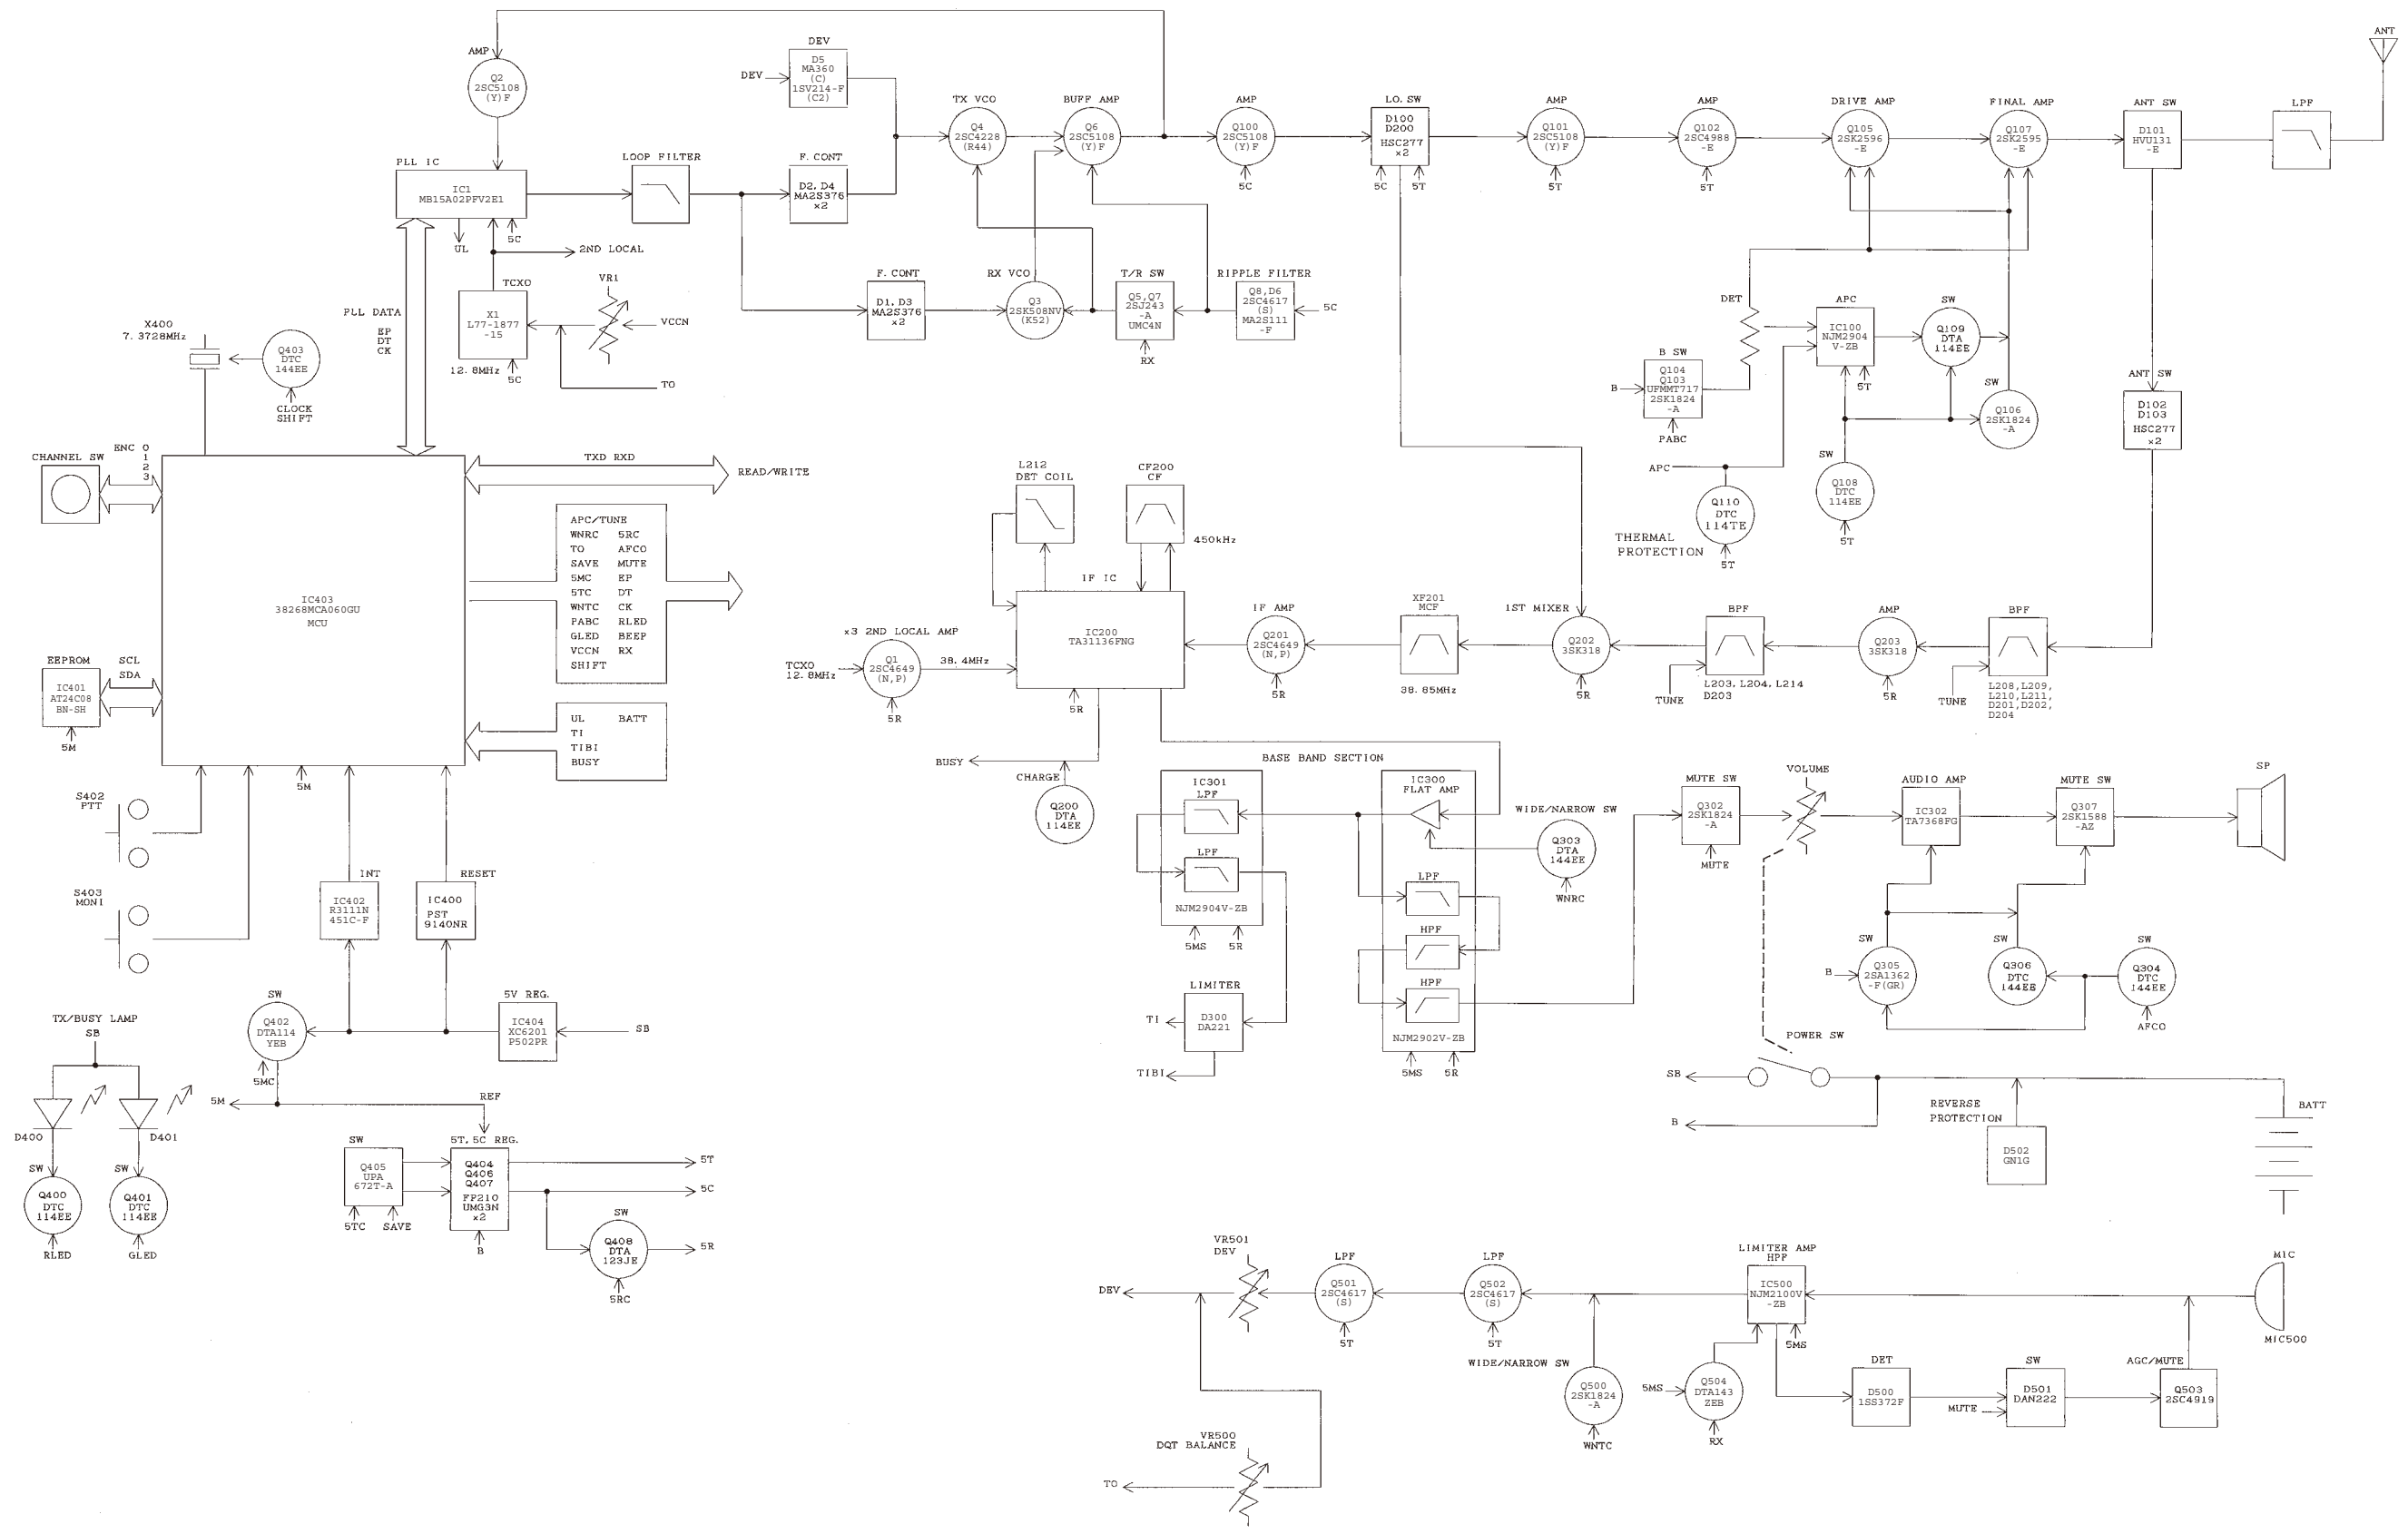 AMP
Q2
2SC5108
(Y)F
DEV
DEV
D5
MA360
(C)
1SV214-F
(C2)
TX VCO
Q4
2SC4228
(R44)
BUFF AMP
Q6
2SC5108
(Y)F
AMP
Q100
2SC5108
(Y)F
5C
LO. SW
D100
D200
HSC277
×2
5C
5T
AMP
Q101
2SC5108
(Y)F
5T
AMP
Q102
2SC4988
-E
5T
DRIVE AMP
Q105
2SK2596
-E
FINAL AMP
Q107
2SK2595
-E
ANT SW
D101
HVU131
-E
LPF
ANT
PLL IC
IC1
MB15A02PFV2E1
UL
5C
2ND LOCAL
LOOP FILTER
F. CONT
D2, D4
MA2S376
×2
F. CONT
D1, D3
MA2S376
×2
RX VCO
Q3
2SK508NV
(K52)
T/R SW
Q5,Q7
2SJ243
-A
UMC4N
RX
RIPPLE FILTER
Q8,D6
2SC4617
(S)
MA2S111
-F
5C
TCXO
X1
L77-1877
-15
12.8MHz
5C
VR1
VCCN
TO
PLL DATA
EP
DT
CK
X400
7.3728MHz
Q403
DTC
144EE
CLOCK
SHIFT
DET
APC
IC100
NJM2904
V-ZB
5T
SW
Q109
DTA
114EE
SW
Q106
2SK1824
-A
B SW
B
Q104
Q103
UFMMT717
2SK1824
-A
PABC
APC
Q110
DTC
114TE
THERMAL
PROTECTION
5T
SW
Q108
DTC
114EE
5T
ANT SW
D102
D103
HSC277
×2
CHANNEL SW
ENC 0
1
2
3
IC403
38268MCA060GU
MCU
TXD RXD
READ/WRITE
APC/TUNE
WNRC 5RC
TO AFCO
SAVE MUTE
5MC EP
5TC DT
WNTC CK
PABC RLED
GLED BEEP
VCCN RX
SHIFT
UL BATT
TI
TIBI
BUSY
EEPROM
IC401
AT24C08
BN-SH
5M
SCL
SDA
S402
PTT
S403
MONI
5M
INT
IC402
R3111N
451C-F
RESET
IC400
PST
9140NR
L212
DET COIL
CF200
CF
450kHz
IF IC
IC200
TA31136FNG
5R
×3 2ND LOCAL AMP
TCXO
12.8MHz
Q1
2SC4649
(N,P)
5R
38.4MHz
IF AMP
Q201
2SC4649
(N,P)
5R
XF201
MCF
38.85MHz
1ST MIXER
Q202
3SK318
5R
BPF
TUNE
L203, L204, L214
D203
AMP
Q203
3SK318
5R
BPF
TUNE
L208,L209,
L210,L211,
D201,D202,
D204
BUSY
CHARGE
Q200
DTA
114EE
BASE BAND SECTION
IC301
LPF
LPF
NJM2904V-ZB
5MS
5R
IC300
FLAT AMP
LPF
HPF
HPF
NJM2902V-ZB
5MS
5R
WIDE/NARROW SW
Q303
DTA
144EE
WNRC
LIMITER
D300
DA221
TI
TIBI
MUTE SW
Q302
2SK1824
-A
MUTE
VOLUME
AUDIO AMP
IC302
TA7368FG
MUTE SW
Q307
2SK1588
-AZ
SP
SW
B
Q305
2SA1362
-F(GR)
SW
Q306
DTC
144EE
SW
Q304
DTC
144EE
AFCO
POWER SW
SB
B
REVERSE
PROTECTION
D502
GN1G
BATT
SW
Q402
DTA114
YEB
5MC
5V REG.
IC404
XC6201
P502PR
SB
5M
REF
TX/BUSY LAMP
SB
D400
D401
SW
Q400
DTC
114EE
RLED
SW
Q401
DTC
114EE
GLED
SW
Q405
UPA
672T-A
5TC
SAVE
5T,5C REG.
Q404
Q406
Q407
FP210
UMG3N
×2
B
5T
5C
SW
Q408
DTA
123JE
5R
5RC
DEV
VR501
DEV
LPF
Q501
2SC4617
(S)
5T
LPF
Q502
2SC4617
(S)
5T
WIDE/NARROW SW
Q500
2SK1824
-A
WNTC
LIMITER AMP
HPF
IC500
NJM2100V
-ZB
5MS
5MS
Q504
DTA143
ZEB
RX
DET
D500
1SS372F
SW
D501
DAN222
MUTE
AGC/MUTE
Q503
2SC4919
MIC
MIC500
VR500
DQT BALANCE
TO